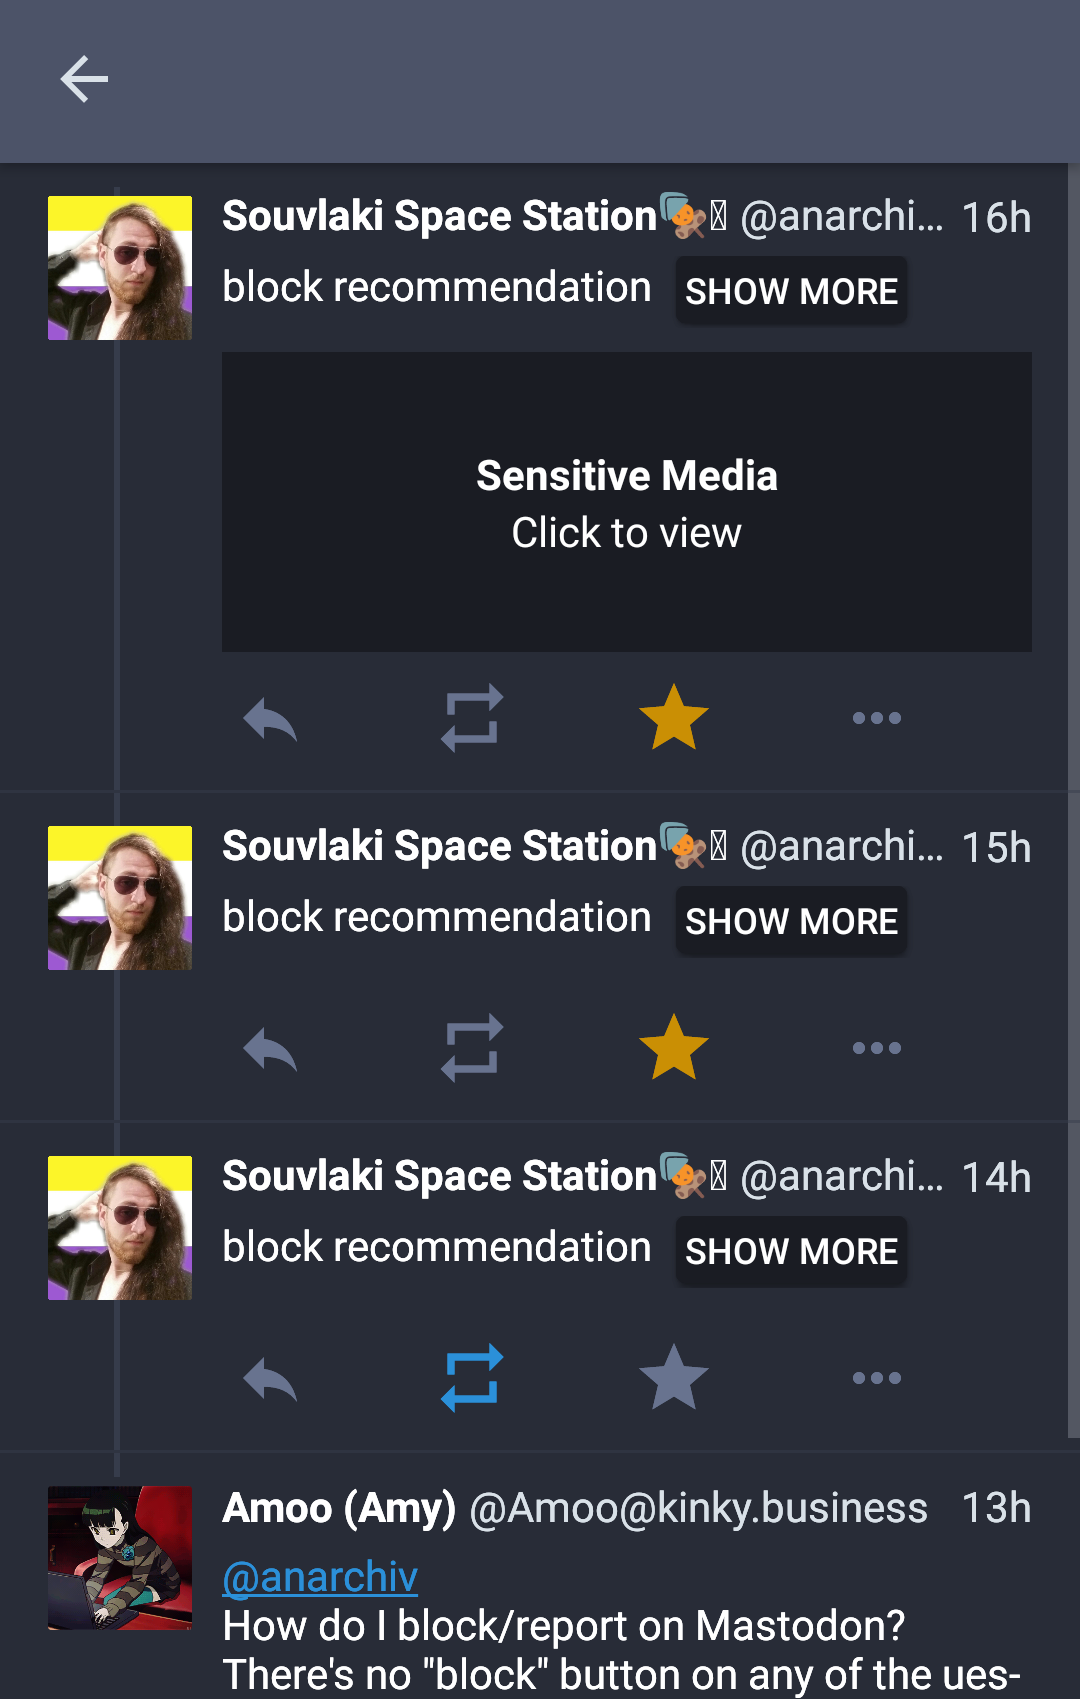 Souvlaki Space Station @anarchi... 16h
block recommendation SHOW MORE
Sensitive Media
Click to view
Souvlaki Space Station @anarchi... 15h
block recommendation SHOW MORE
Souvlaki Space Station @anarchi... 14h
block recommendation SHOW MORE
Amoo (Amy) @Amoo@kinky.business 13h
@anarchiv
How do I block/report on Mastodon?
There's no "block" button on any of the ues-